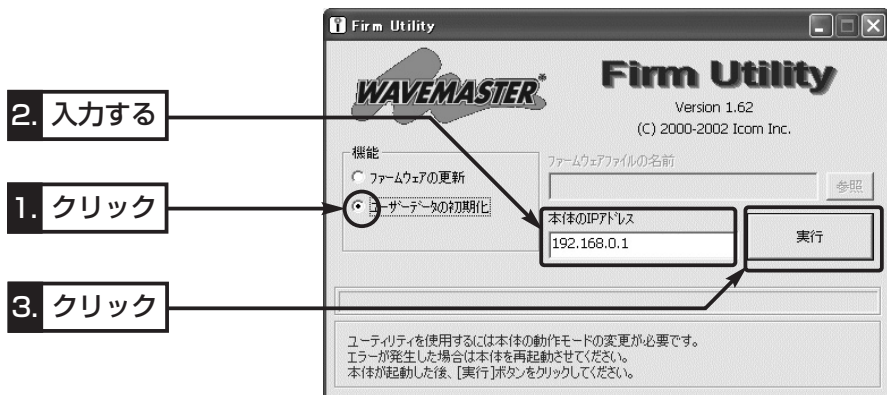 Firm Utility
WAVEMASTER
Firm Utility
Version 1.62
(C) 2000-2002 Icom Inc.
2. 入力する
機能
ファームウェアファイルの名前
ファームウェアの更新
参照
1. クリック
ユーザーデータの初期化
本体のIPアドレス
192.168.0.1
実行
3. クリック
ユーティリティを使用するには本体の動作モードの変更が必要です。
エラーが発生した場合は本体を再起動させてください。
本体が起動した後、[実行]ボタンをクリックしてください。